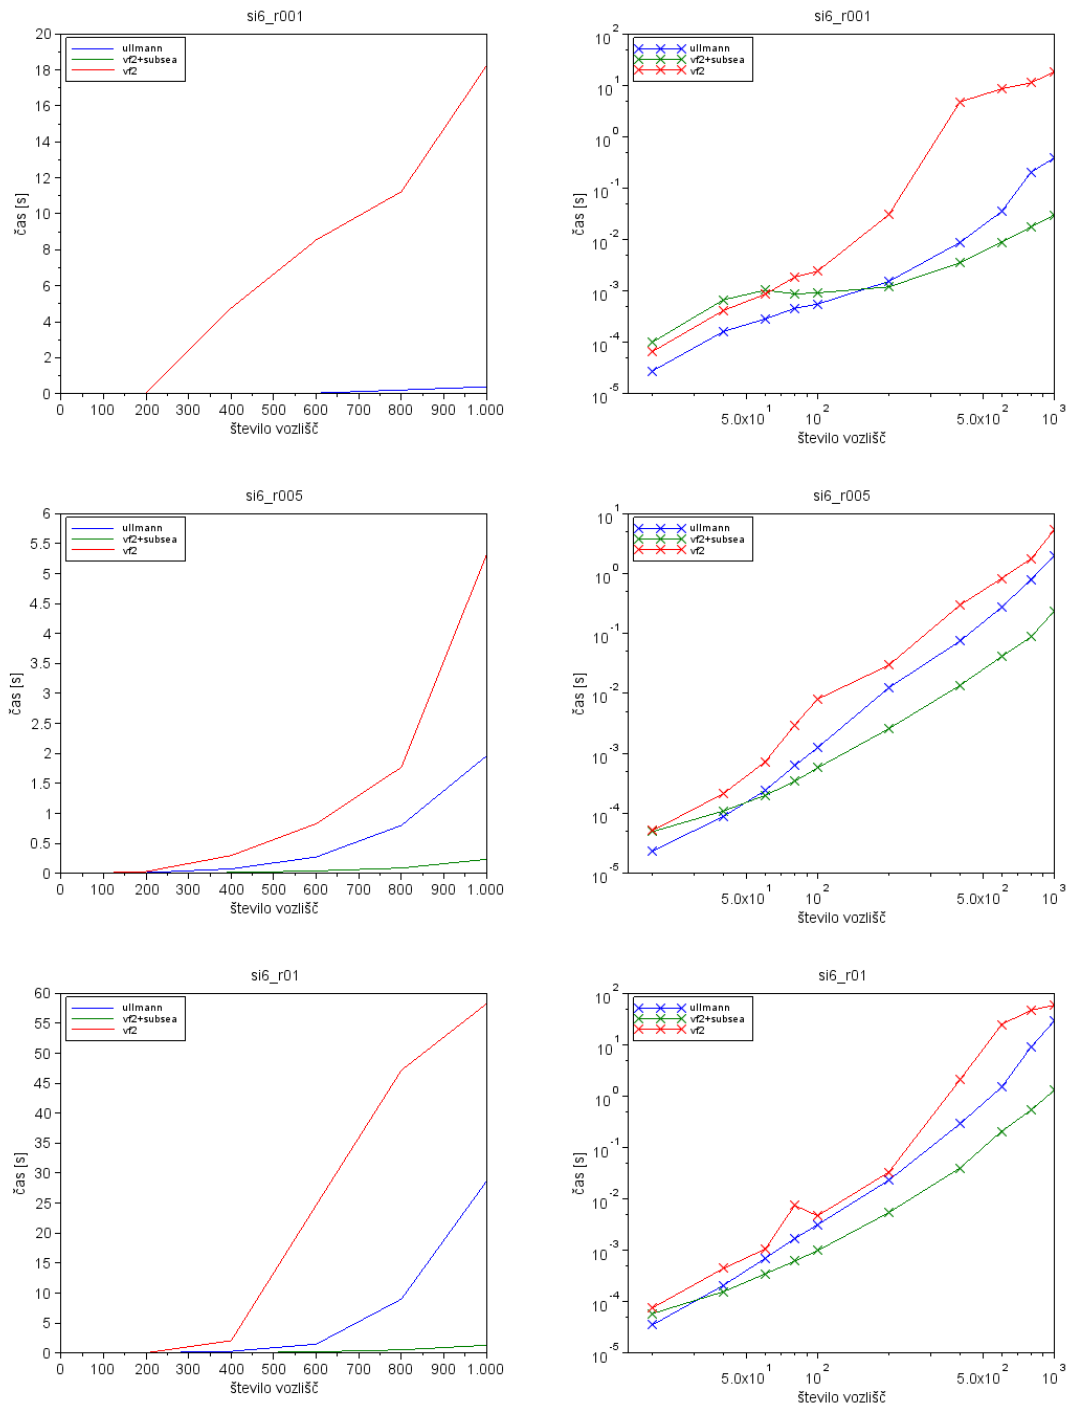 si6_r001
20
18
16
14
12
10
8
6
4
2
0
čas [s]
ullmann
vf2+subsea
vf2
0 100 200 300 400 500 600 700 800 900 1.000
število vozlišč
si6_r001
10^2
10^1
10^0
10^-1
10^-2
10^-3
10^-4
10^-5
čas [s]
ullmann
vf2+subsea
vf2
5.0x10^1 10^2 5.0x10^2 10^3
število vozlišč
si6_r005
6
5.5
5
4.5
4
3.5
3
2.5
2
1.5
1
0.5
0
čas [s]
ullmann
vf2+subsea
vf2
0 100 200 300 400 500 600 700 800 900 1.000
število vozlišč
si6_r005
10^1
10^0
10^-1
10^-2
10^-3
10^-4
10^-5
čas [s]
ullmann
vf2+subsea
vf2
5.0x10^1 10^2 5.0x10^2 10^3
število vozlišč
si6_r01
60
55
50
45
40
35
30
25
20
15
10
5
0
čas [s]
ullmann
vf2+subsea
vf2
0 100 200 300 400 500 600 700 800 900 1.000
število vozlišč
si6_r01
10^2
10^1
10^0
10^-1
10^-2
10^-3
10^-4
10^-5
čas [s]
ullmann
vf2+subsea
vf2
5.0x10^1 10^2 5.0x10^2 10^3
število vozlišč